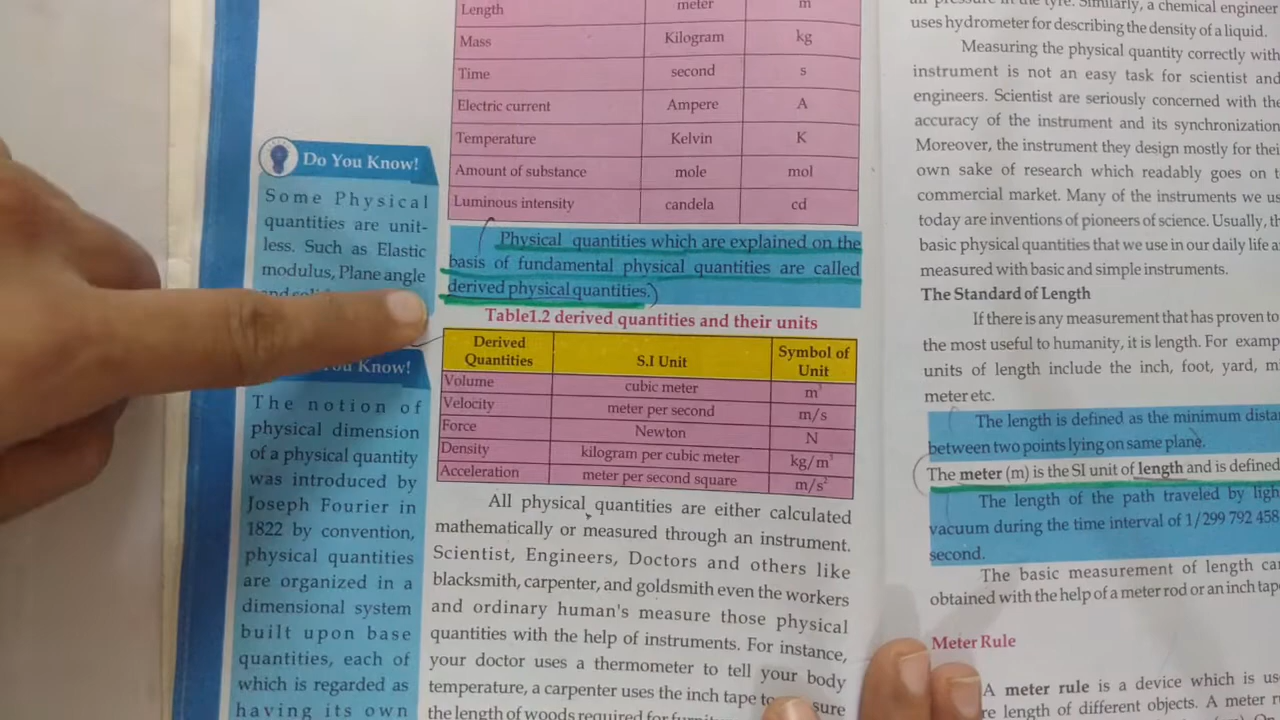 Length meter m
Mass Kilogram kg
Time second s
Electric current Ampere A
Temperature Kelvin K
Amount of substance mole mol
Luminous intensity candela cd
Do You Know!
Some Physical
quantities are unit-
less. Such as Elastic
modulus, Plane angle
Know!
The notion of
physical dimension
of a physical quantity
was introduced by
Joseph Fourier in
1822 by convention,
physical quantities
are organized in a
dimensional system
built upon base
quantities, each of
which is regarded as
having its own
Physical quantities which are explained on the
basis of fundamental physical quantities are called
derived physical quantities.
Table1.2 derived quantities and their units
Derived Quantities S.I Unit Symbol of Unit
Volume cubic meter m³
Velocity meter per second m/s
Force Newton N
Density kilogram per cubic meter kg/m³
Acceleration meter per second square m/s²
All physical quantities are either calculated
mathematically or measured through an instrument.
Scientist, Engineers, Doctors and others like
blacksmith, carpenter, and goldsmith even the workers
and ordinary human's measure those physical
quantities with the help of instruments. For instance,
your doctor uses a thermometer to tell your body
temperature, a carpenter uses the inch tape to
the length of woods required for
in the tyre. Similarly, a chemical engineer
uses hydrometer for describing the density of a liquid.
Measuring the physical quantity correctly with
instrument is not an easy task for scientist and
engineers. Scientist are seriously concerned with the
accuracy of the instrument and its synchronization
Moreover, the instrument they design mostly for
own sake of research which readably goes on
commercial market. Many of the instruments we
today are inventions of pioneers of science. Usually,
basic physical quantities that we use in our daily life
measured with basic and simple instruments.
The Standard of Length
If there is any measurement that has proven to
the most useful to humanity, it is length. For
units of length include the inch, foot, yard,
meter etc.
The length is defined as the minimum
between two points lying on same plane.
The meter (m) is the SI unit of length and is defined
The length of the path traveled by
vacuum during the time interval of 1/299 792 458
second.
The basic measurement of length
obtained with the help of a meter rod or an inch
Meter Rule
A meter rule is a device which is
length of different objects. A meter